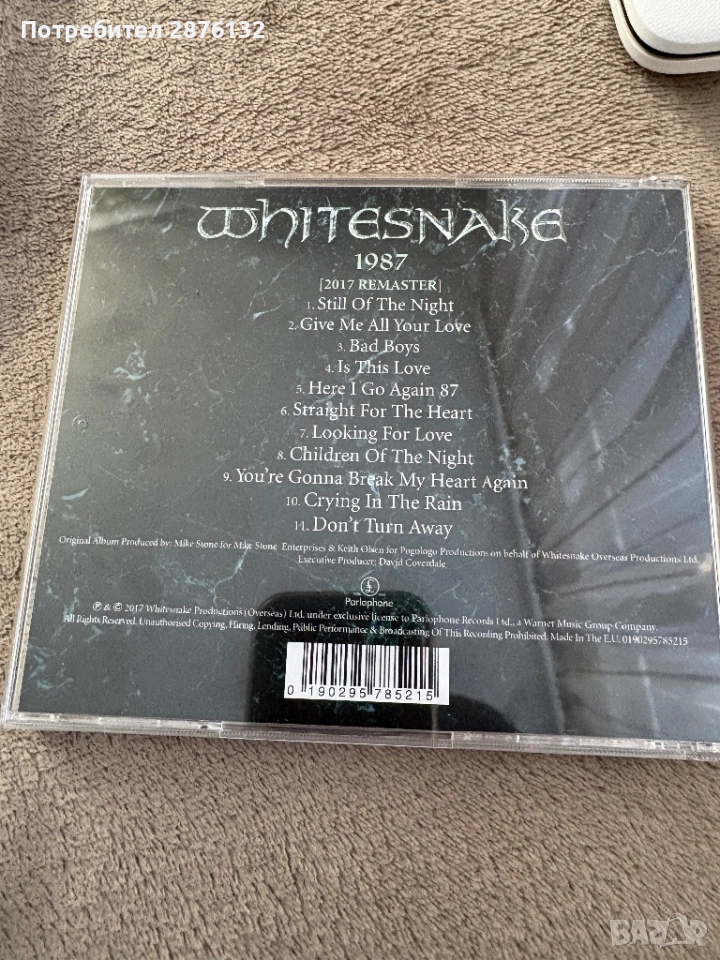 Потребител 2876132
WHITESNAKE
1987
[2017 REMASTER]
1. Still Of The Night
2. Give Me All Your Love
3. Bad Boys
4. Is This Love
5. Here I Go Again 87
6. Straight For The Heart
7. Looking For Love
8. Children Of The Night
9. You're Gonna Break My Heart Again
10. Crying In The Rain
11. Don't Turn Away
Original Album Produced by: Mike Stone for Mike Stone Enterprises & Keith Olsen for Pogologo Productions on behalf of Whitesnake Overseas Productions Ltd.
Executive Producer: David Coverdale
Parlophone
℗ & © 2017 Whitesnake Productions (Overseas) Ltd, under exclusive license to Parlophone Records Ltd., a Warner Music Group Company.
All Rights Reserved. Unauthorised Copying, Hiring, Lending, Public Performance & Broadcasting Of This Recording Prohibited. Made In The E.U. 0190295785215
0 190295 785215
BAZAR